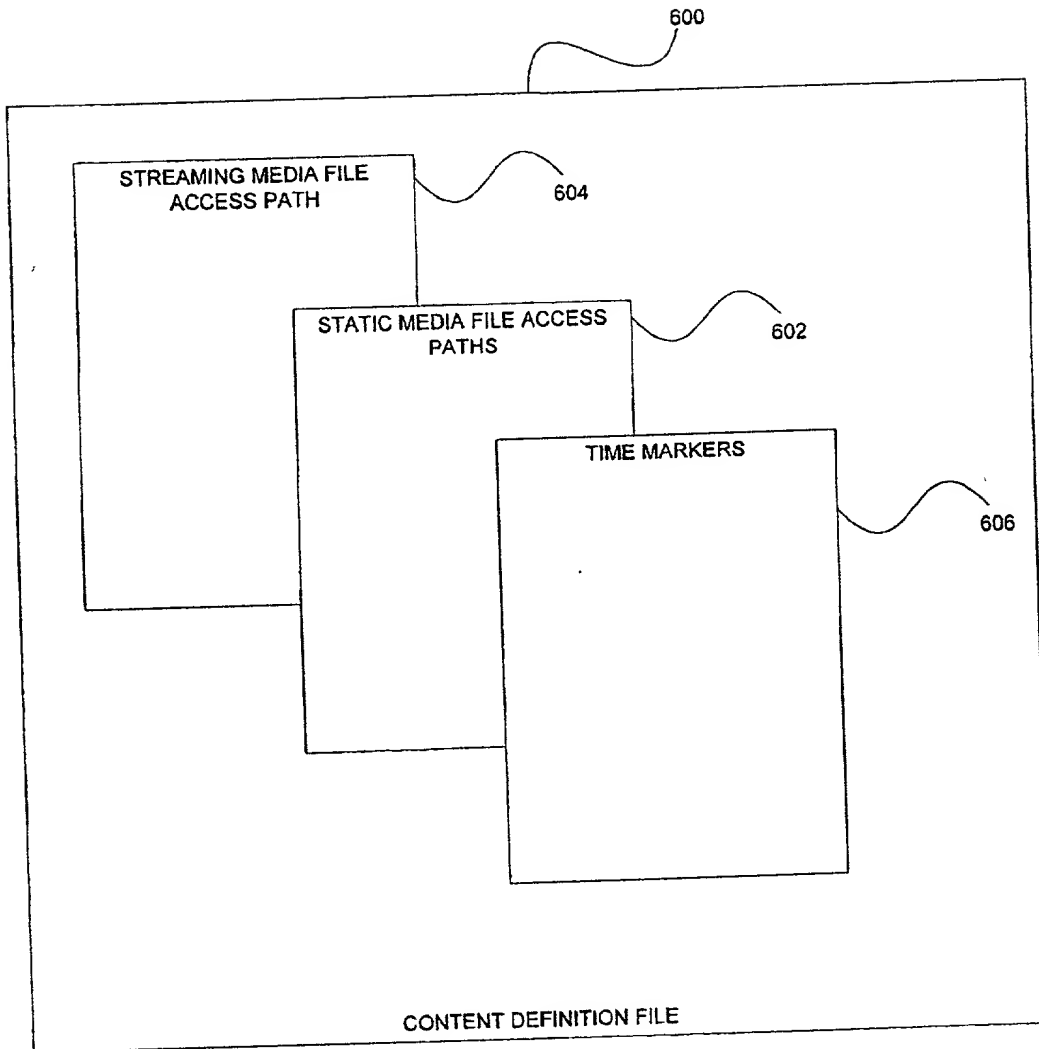 600
STREAMING MEDIA FILE
ACCESS PATH
604
STATIC MEDIA FILE ACCESS
PATHS
602
TIME MARKERS
606
CONTENT DEFINITION FILE